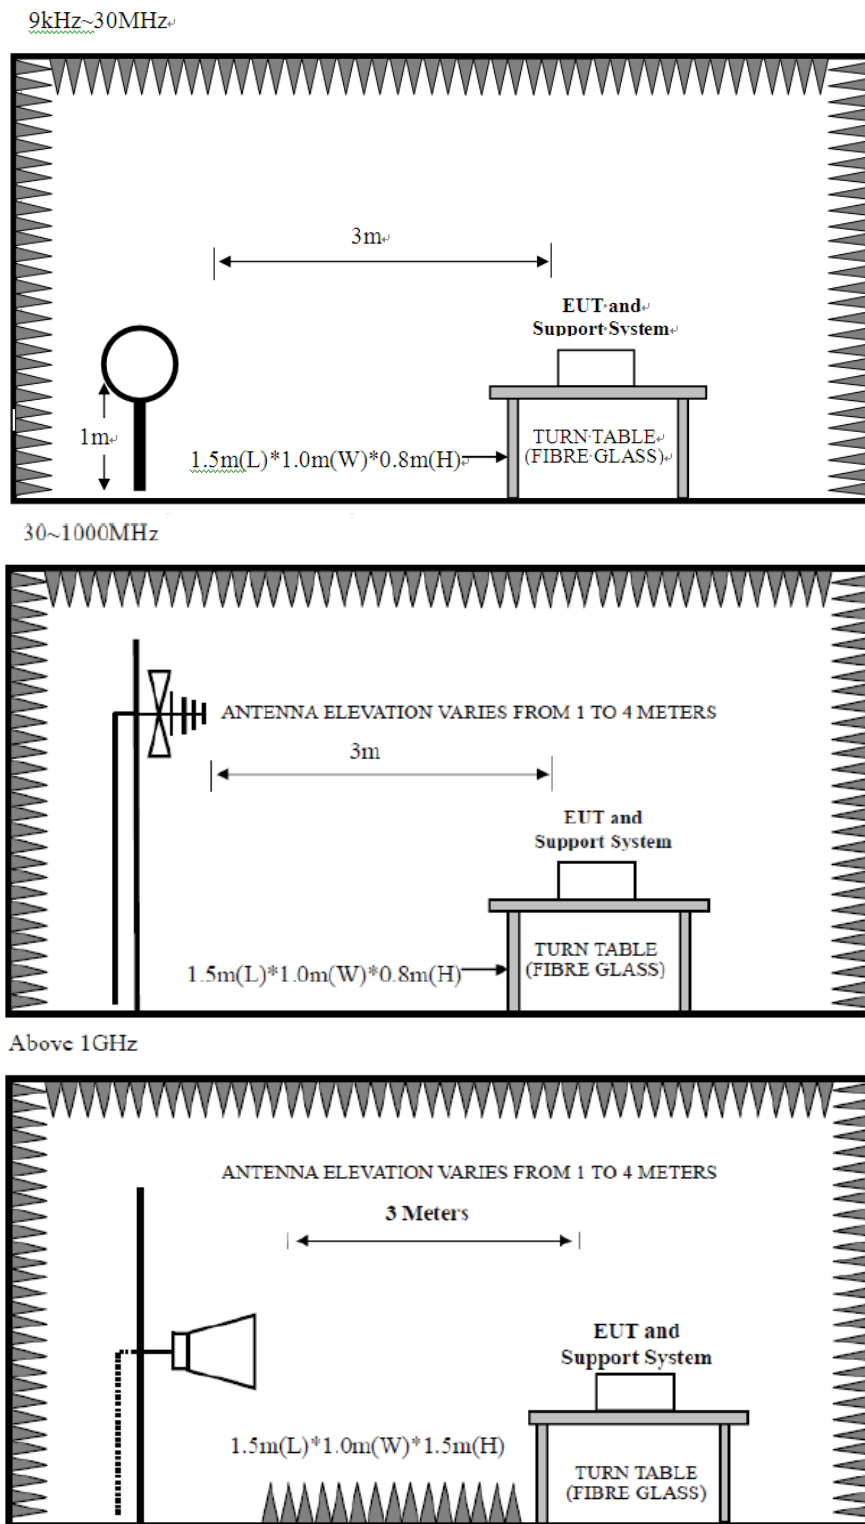 9kHz~30MHz
3m
EUT and
Support System
1m
TURN TABLE
(FIBRE GLASS)
1.5m(L)*1.0m(W)*0.8m(H)
30~1000MHz
ANTENNA ELEVATION VARIES FROM 1 TO 4 METERS
3m
EUT and
Support System
TURN TABLE
(FIBRE GLASS)
1.5m(L)*1.0m(W)*0.8m(H)
Above 1GHz
ANTENNA ELEVATION VARIES FROM 1 TO 4 METERS
3 Meters
EUT and
Support System
1.5m(L)*1.0m(W)*1.5m(H)
TURN TABLE
(FIBRE GLASS)